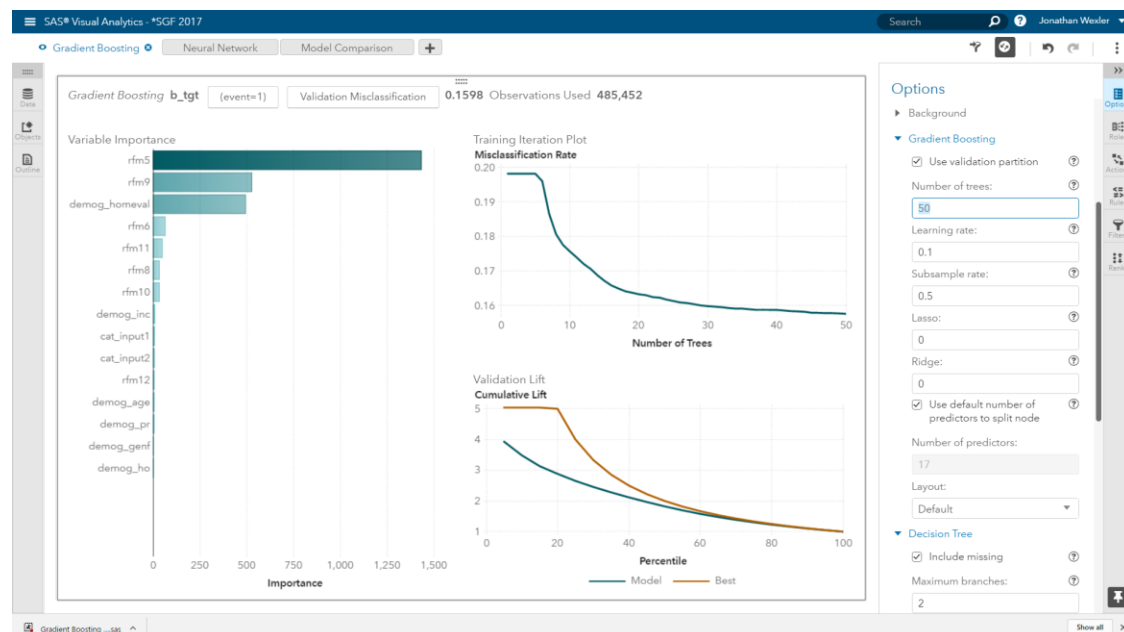 SAS® Visual Analytics - *SGF 2017
Search
Jonathan Wexler
Gradient Boosting
Neural Network
Model Comparison
Data
Objects
Outline
Gradient Boosting b_tgt (event=1) Validation Misclassification 0.1598 Observations Used 485,452
Variable Importance
rfm5
rfm9
demog_homeval
rfm6
rfm11
rfm8
rfm10
demog_inc
cat_input1
cat_input2
rfm12
demog_age
demog_pr
demog_genf
demog_ho
0 250 500 750 1,000 1,250 1,500
Importance
Training Iteration Plot
Misclassification Rate
0.20
0.19
0.18
0.17
0.16
0 10 20 30 40 50
Number of Trees
Validation Lift
Cumulative Lift
5
4
3
2
1
0 20 40 60 80 100
Percentile
Model Best
Options
Background
Gradient Boosting
Use validation partition
Number of trees:
50
Learning rate:
0.1
Subsample rate:
0.5
Lasso:
0
Ridge:
0
Use default number of
predictors to split node
Number of predictors:
17
Layout:
Default
Decision Tree
Include missing
Maximum branches:
2
Gradient Boosting ....sas
Show all